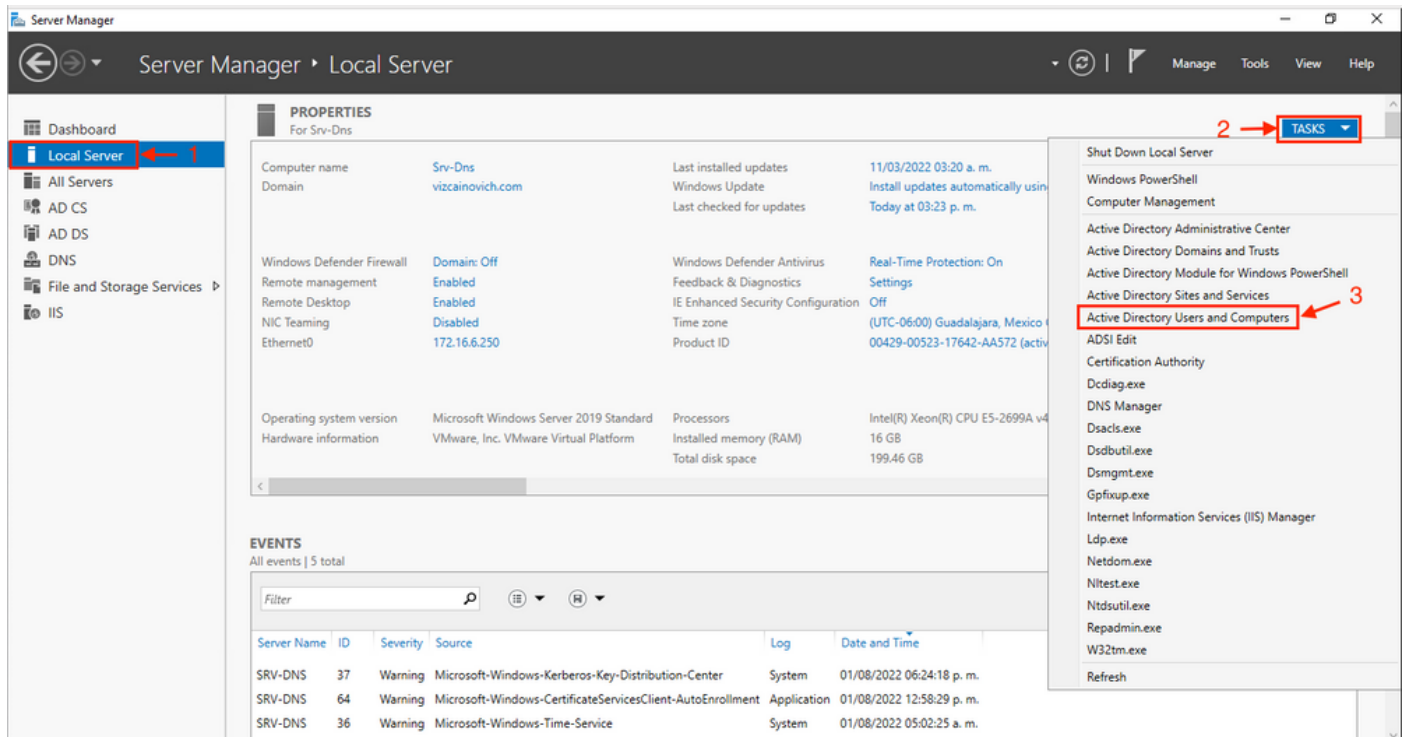 Server Manager
Server Manager • Local Server
Manage Tools View Help
Dashboard
Local Server
1
All Servers
AD CS
AD DS
DNS
File and Storage Services
IIS
PROPERTIES
For Srv-Dns
2
TASKS
Computer name Srv-Dns Last installed updates 11/03/2022 03:20 a. m.
Domain vizcainovich.com Windows Update Install updates automatically usin
Last checked for updates Today at 03:23 p. m.
Windows Defender Firewall Domain: Off Windows Defender Antivirus Real-Time Protection: On
Remote management Enabled Feedback & Diagnostics Settings
Remote Desktop Enabled IE Enhanced Security Configuration Off
NIC Teaming Disabled Time zone (UTC-06:00) Guadalajara, Mexico
Ethernet0 172.16.6.250 Product ID 00429-00523-17642-AA572 (activ
Operating system version Microsoft Windows Server 2019 Standard Processors Intel(R) Xeon(R) CPU E5-2699A v4
Hardware information VMware, Inc. VMware Virtual Platform Installed memory (RAM) 16 GB
Total disk space 199.46 GB
Shut Down Local Server
Windows PowerShell
Computer Management
Active Directory Administrative Center
Active Directory Domains and Trusts
Active Directory Module for Windows PowerShell
Active Directory Sites and Services
3
Active Directory Users and Computers
ADSI Edit
Certification Authority
Dcdiag.exe
DNS Manager
Dsacls.exe
Dsdbutil.exe
Dsmgmt.exe
Gpfixup.exe
Internet Information Services (IIS) Manager
Ldp.exe
Netdom.exe
Nltest.exe
Ntdsutil.exe
Repadmin.exe
W32tm.exe
Refresh
EVENTS
All events | 5 total
Filter
Server Name ID Severity Source Log Date and Time
SRV-DNS 37 Warning Microsoft-Windows-Kerberos-Key-Distribution-Center System 01/08/2022 06:24:18 p. m.
SRV-DNS 64 Warning Microsoft-Windows-CertificateServicesClient-AutoEnrollment Application 01/08/2022 12:58:29 p. m.
SRV-DNS 36 Warning Microsoft-Windows-Time-Service System 01/08/2022 05:02:25 a. m.